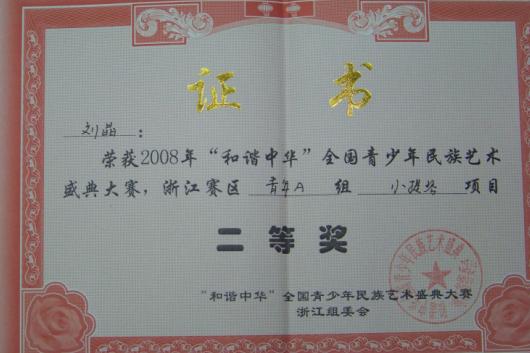 证 书
刘晶：
荣获2008年“和谐中华”全国青少年民族艺术
盛典大赛，浙江赛区 青年A 组 小提琴 项目
二等奖
“和谐中华”全国青少年民族艺术盛典大赛
浙江组委会